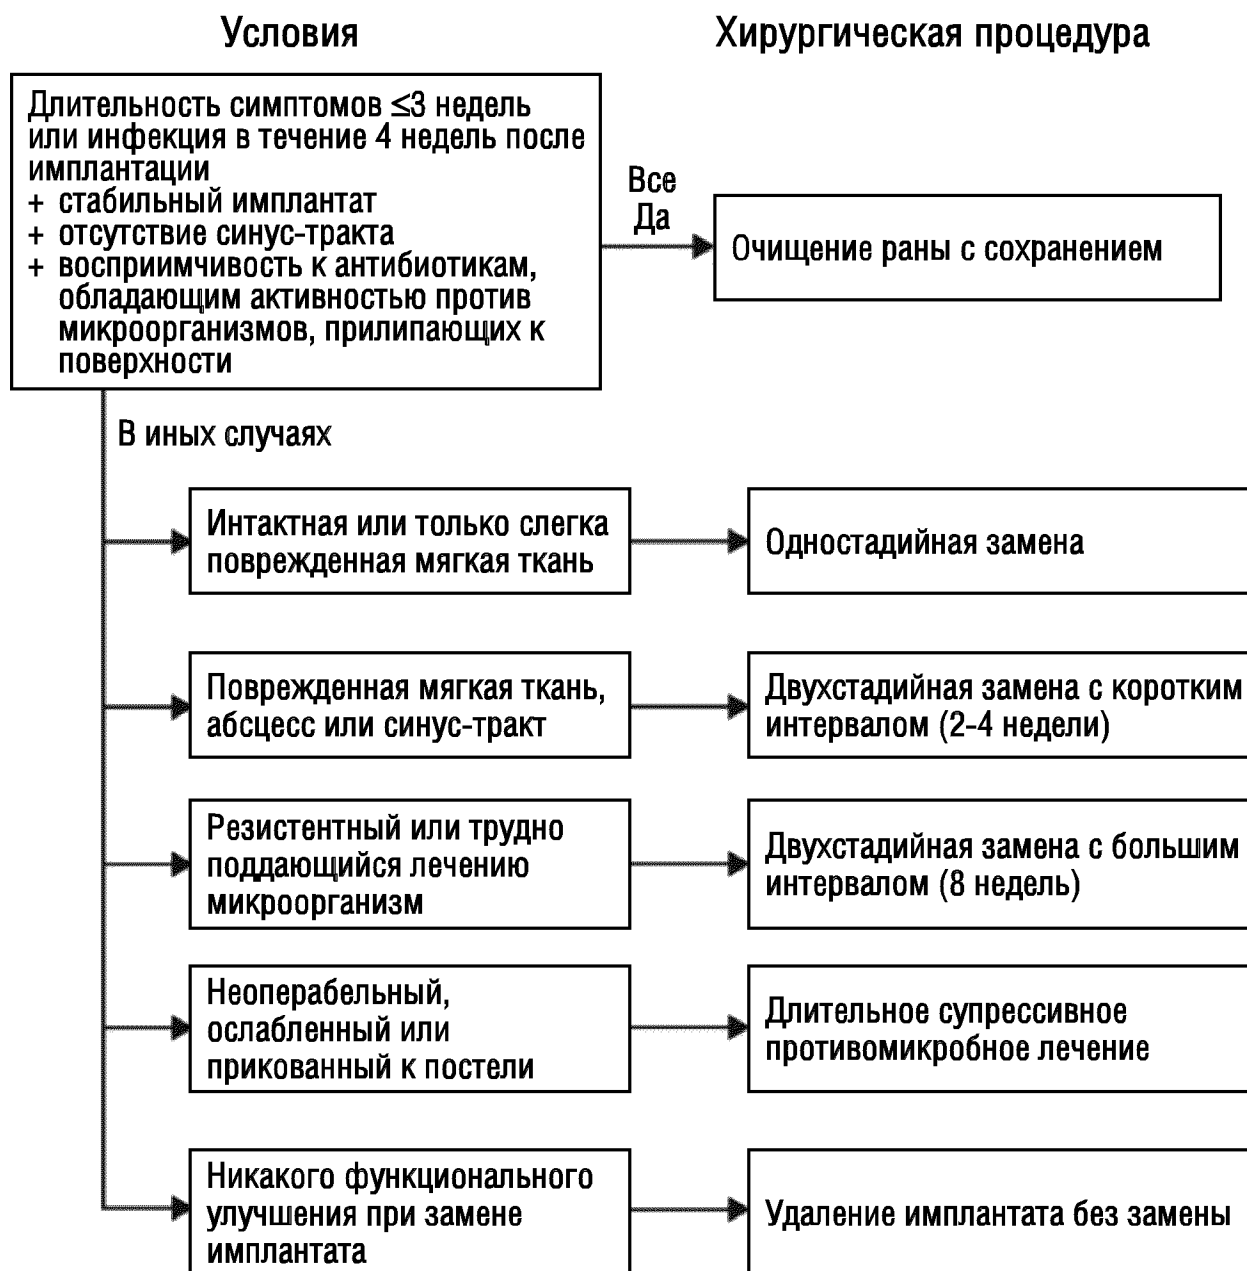 Условия
Хирургическая процедура
Длительность симптомов ≤3 недель
или инфекция в течение 4 недель после
имплантации
+ стабильный имплантат
+ отсутствие синус-тракта
+ восприимчивость к антибиотикам,
обладающим активностью против
микроорганизмов, прилипающих к
поверхности
Все
Да
Очищение раны с сохранением
В иных случаях
Интактная или только слегка
поврежденная мягкая ткань
Одностадийная замена
Поврежденная мягкая ткань,
абсцесс или синус-тракт
Двухстадийная замена с коротким
интервалом (2-4 недели)
Резистентный или трудно
поддающийся лечению
микроорганизм
Двухстадийная замена с большим
интервалом (8 недель)
Неоперабельный,
ослабленный или
прикованный к постели
Длительное супрессивное
противомикробное лечение
Никакого функционального
улучшения при замене
имплантата
Удаление имплантата без замены